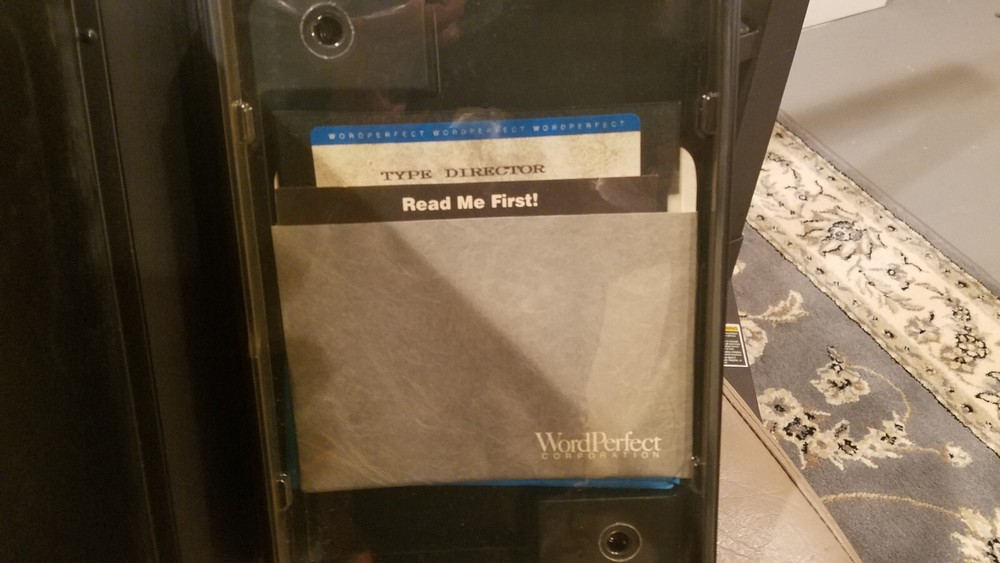 WORDPERFECT WORDPERFECT WORDPERFECT
TYPE DIRECTOR
Read Me First!
WordPerfect
CORPORATION